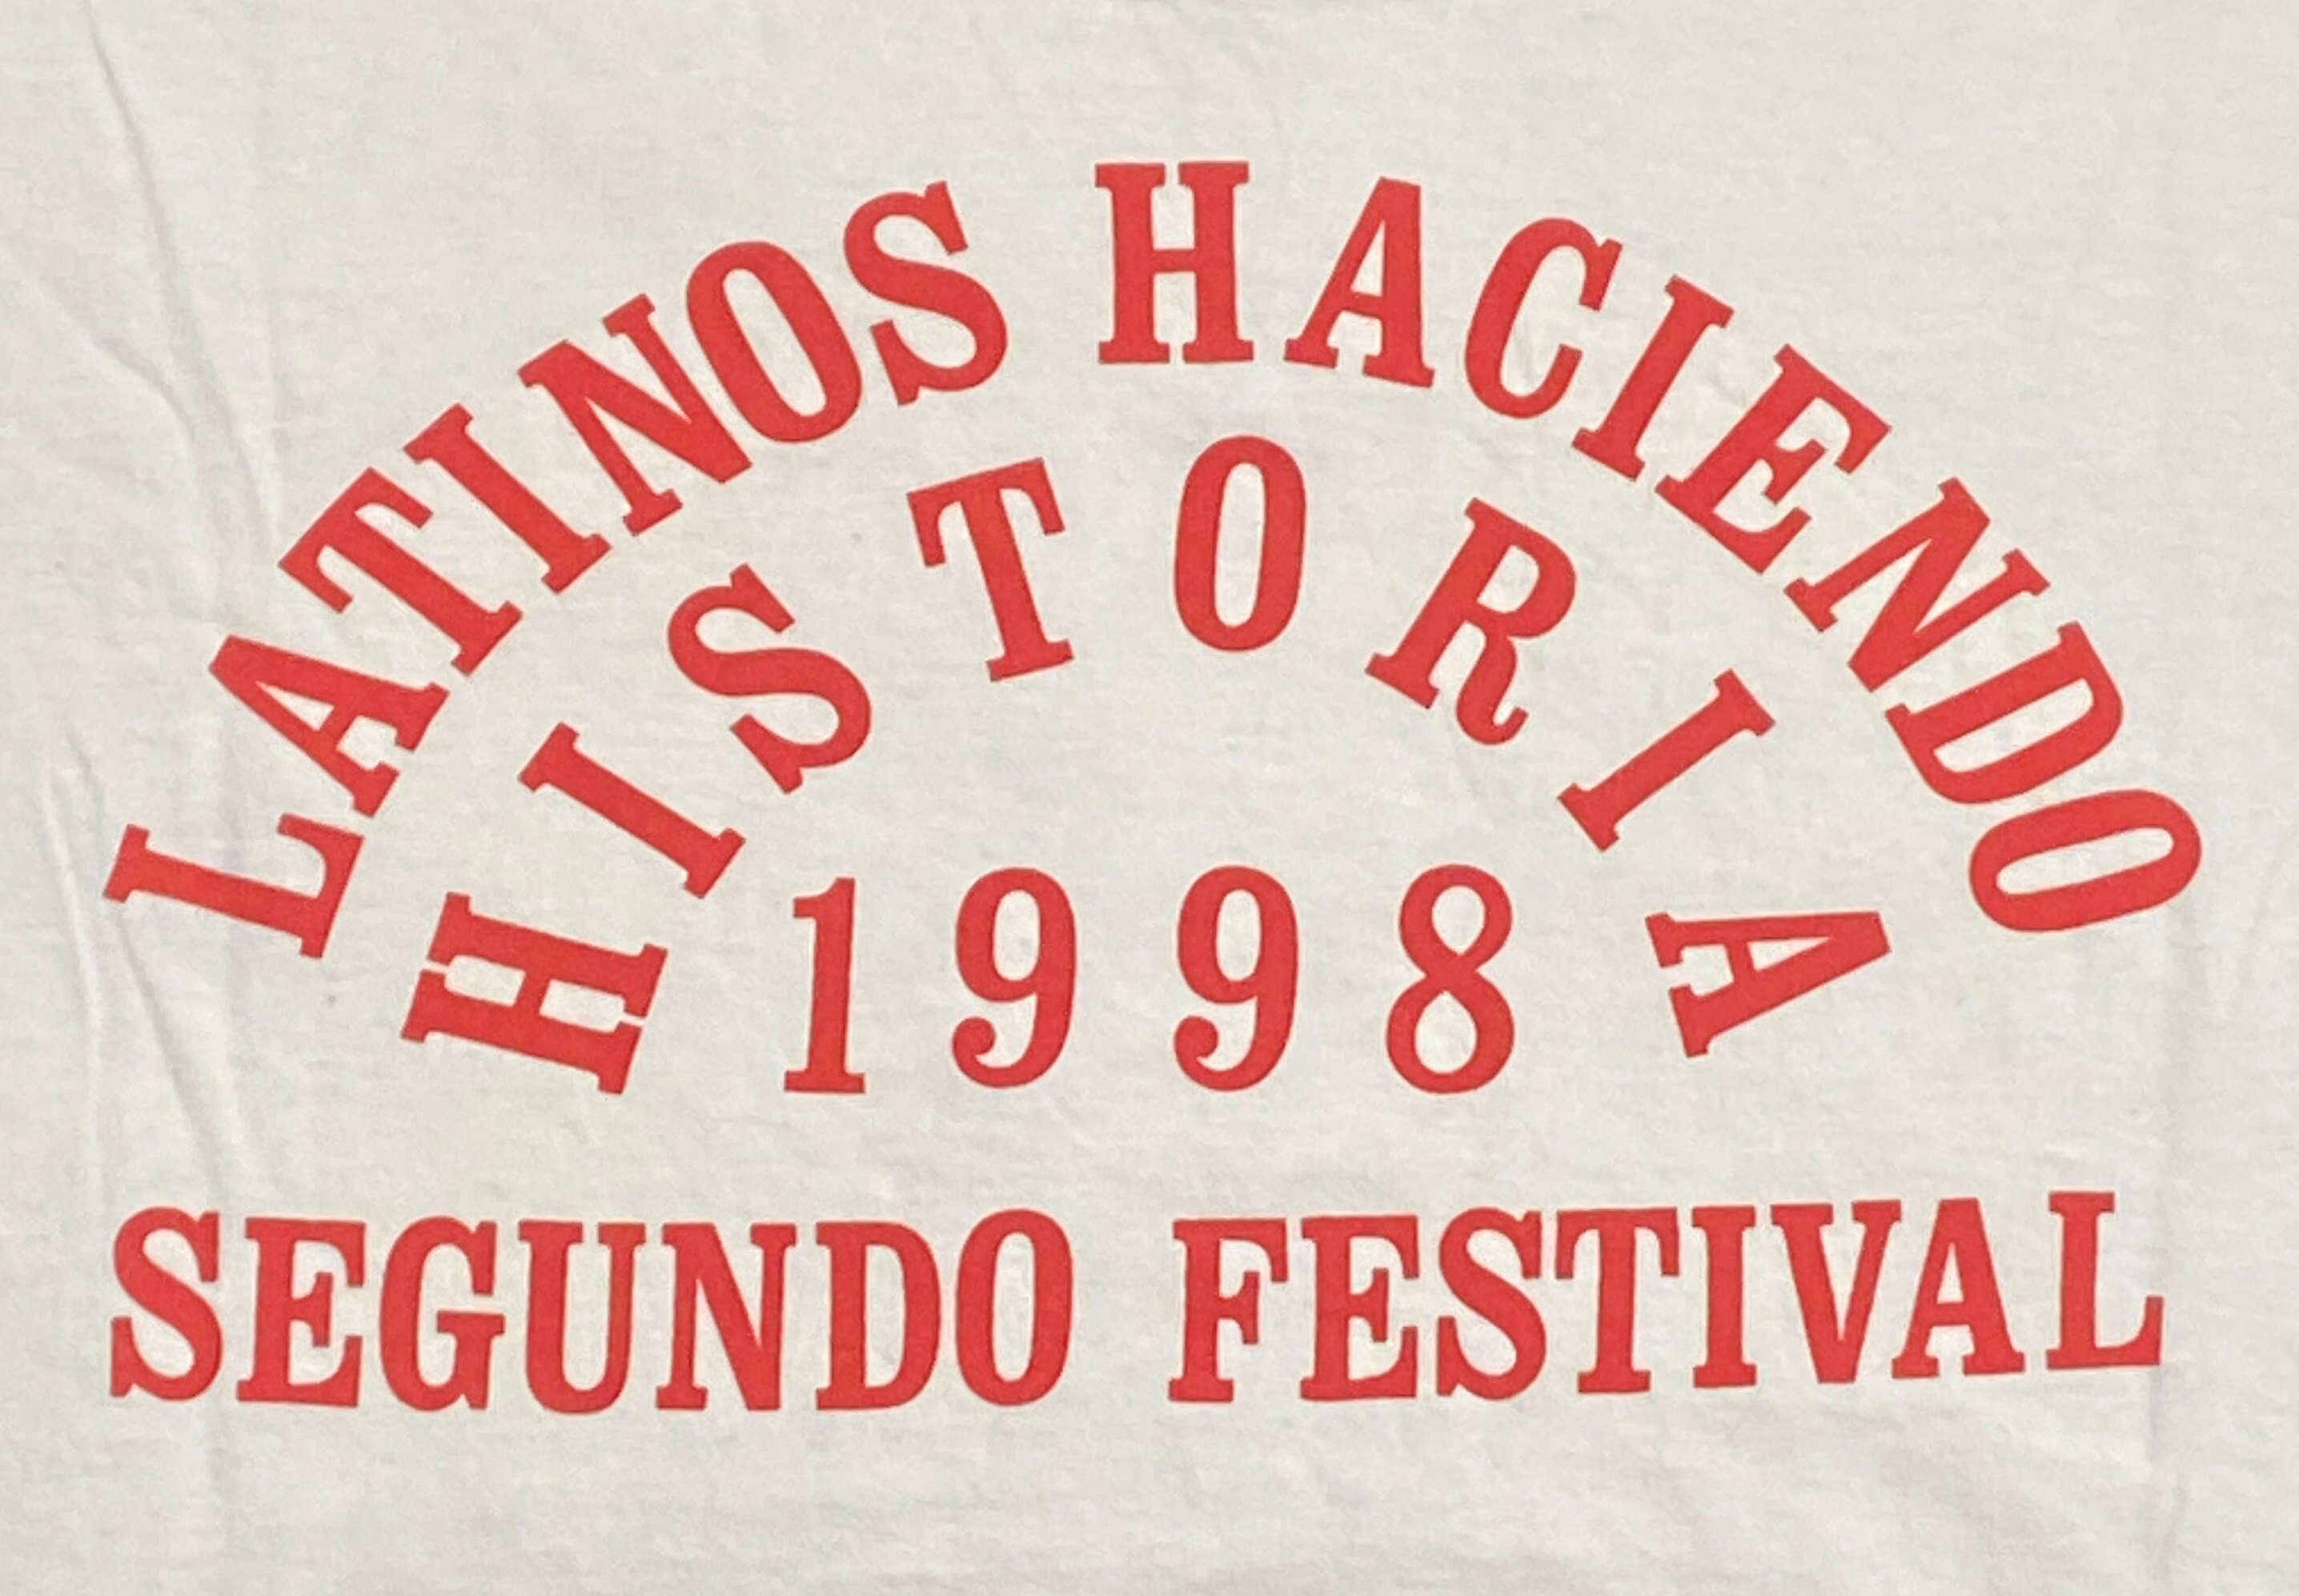 LATINOS HACIENDO
HISTORIA
1998
SEGUNDO FESTIVAL